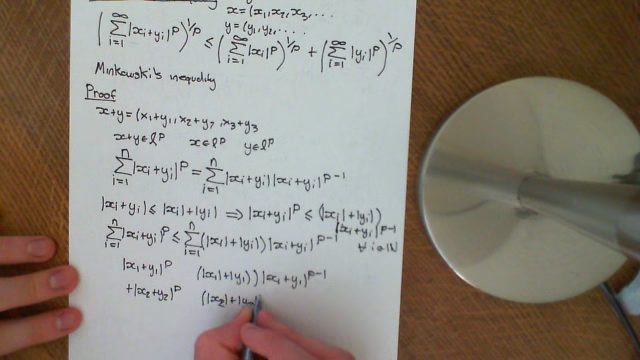 x = (x₁, x₂, x₃, . . . .
y = (y₁, y₂, . . . .
(∑_{i=1}^{∞} |xᵢ+yᵢ|^p)^{1/p} ≤ (∑_{i=1}^{∞} |xᵢ|^p)^{1/p} + (∑_{i=1}^{∞} |yᵢ|^p)^{1/p}
Minkowski's inequality
Proof
x+y = (x₁+y₁, x₂+y₂, x₃+y₃
x+y∈ℓ^p x∈ℓ^p y∈ℓ^p
∑_{i=1}^{n} |xᵢ+yᵢ|^p = ∑_{i=1}^{n} |xᵢ+yᵢ| |xᵢ+yᵢ|^{p-1}
|xᵢ+yᵢ| ≤ |xᵢ|+|yᵢ| ⟹ |xᵢ+yᵢ|^p ≤ (|xᵢ|+|yᵢ|)
|xᵢ+yᵢ|^{p-1}
∑_{i=1}^{n} |xᵢ+yᵢ|^p ≤ ∑_{i=1}^{n} (|xᵢ|+|yᵢ|) |xᵢ+yᵢ|^{p-1} ∀ i∈ℕ
|x₁+y₁|^p (|x₁|+|y₁|) |x₁+y₁|^{p-1}
+|x₂+y₂|^p (|x₂|+|y₂|